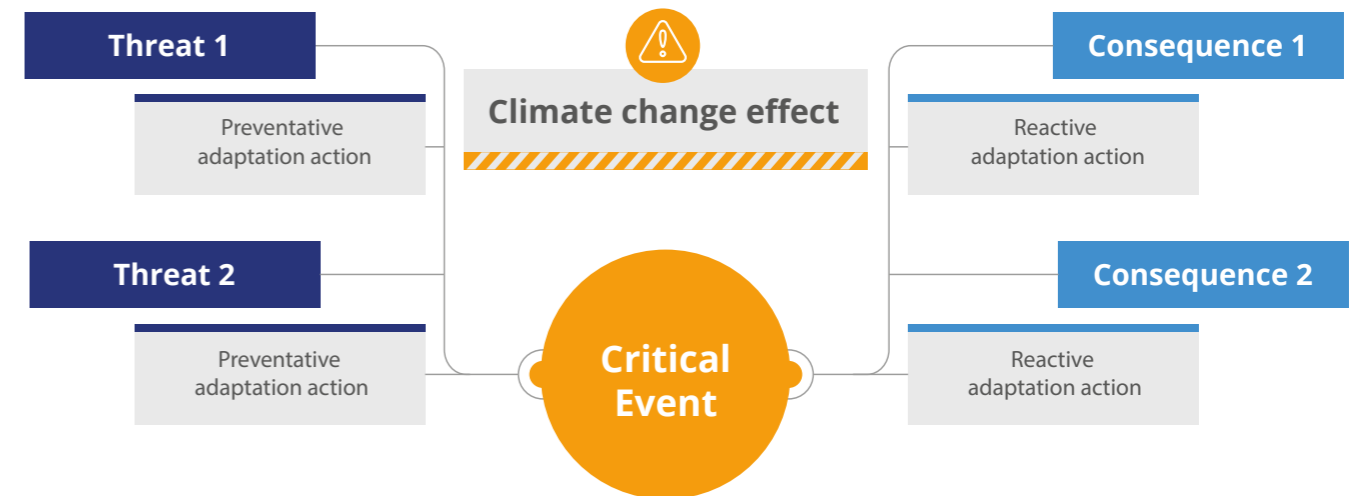 Threat 1
Preventative
adaptation action
Threat 2
Preventative
adaptation action
Climate change effect
Critical
Event
Consequence 1
Reactive
adaptation action
Consequence 2
Reactive
adaptation action